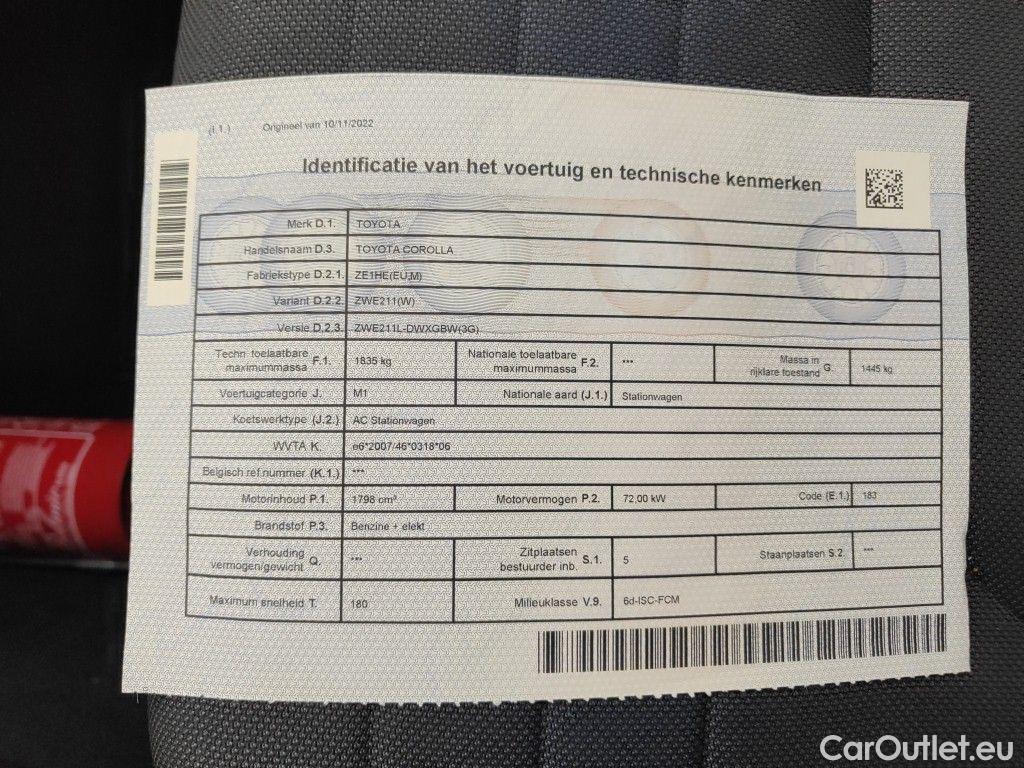 (I.1.) Origineel van 10/11/2022
Identificatie van het voertuig en technische kenmerken
Merk D.1. TOYOTA
Handelsnaam D.3. TOYOTA COROLLA
Fabriekstype D.2.1. ZE1HE(EU,M)
Variant D.2.2. ZWE211(W)
Versie D.2.3. ZWE211L-DWXGBW(3G)
Techn. toelaatbare maximummassa F.1. 1835 kg Nationale toelaatbare maximummassa F.2. *** Massa in rijklare toestand G. 1445 kg
Voertuigcategorie J. M1 Nationale aard (J.1.) Stationwagen
Koetswerktype (J.2.) AC Stationwagen
WVTA K. e6*2007/46*0318*06
Belgisch ref.nummer (K.1.) ***
Motorinhoud P.1. 1798 cm³ Motorvermogen P.2. 72,00 kW Code (E.1.) 183
Brandstof P.3. Benzine + elekt
Verhouding vermogen/gewicht Q. *** Zitplaatsen bestuurder inb. S.1. 5 Staanplaatsen S.2. ***
Maximum snelheid T. 180 Milieuklasse V.9. 6d-ISC-FCM
CarOutlet.eu